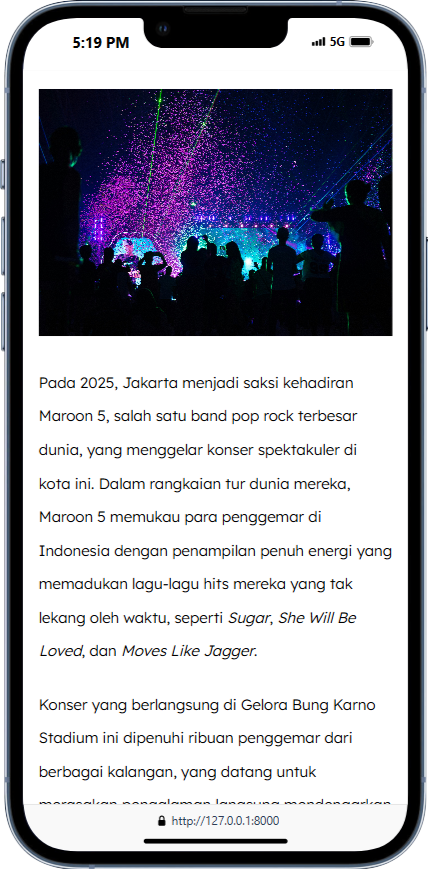 5:19 PM 5G
Pada 2025, Jakarta menjadi saksi kehadiran
Maroon 5, salah satu band pop rock terbesar
dunia, yang menggelar konser spektakuler di
kota ini. Dalam rangkaian tur dunia mereka,
Maroon 5 memukau para penggemar di
Indonesia dengan penampilan penuh energi yang
memadukan lagu-lagu hits mereka yang tak
lekang oleh waktu, seperti Sugar, She Will Be
Loved, dan Moves Like Jagger.
Konser yang berlangsung di Gelora Bung Karno
Stadium ini dipenuhi ribuan penggemar dari
berbagai kalangan, yang datang untuk
merasakan pengalaman langsung mendengarkan
http://127.0.0.1:8000